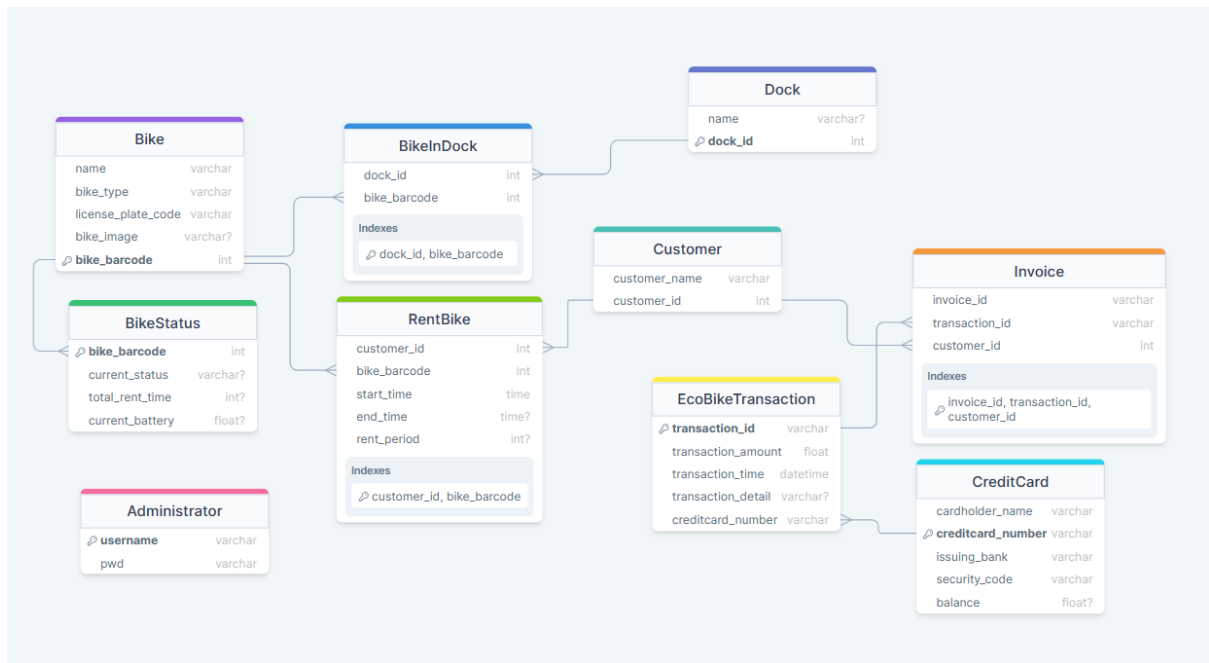 Bike
name varchar
bike_type varchar
license_plate_code varchar
bike_image varchar?
bike_barcode int
BikeStatus
bike_barcode int
current_status varchar?
total_rent_time int?
current_battery float?
Administrator
username varchar
pwd varchar
BikeInDock
dock_id int
bike_barcode int
Indexes
dock_id, bike_barcode
RentBike
customer_id int
bike_barcode int
start_time time
end_time time?
rent_period int?
Indexes
customer_id, bike_barcode
Dock
name varchar?
dock_id int
Customer
customer_name varchar
customer_id int
EcoBikeTransaction
transaction_id varchar
transaction_amount float
transaction_time datetime
transaction_detail varchar?
creditcard_number varchar
Invoice
invoice_id varchar
transaction_id varchar
customer_id int
Indexes
invoice_id, transaction_id,
customer_id
CreditCard
cardholder_name varchar
creditcard_number varchar
issuing_bank varchar
security_code varchar
balance float?